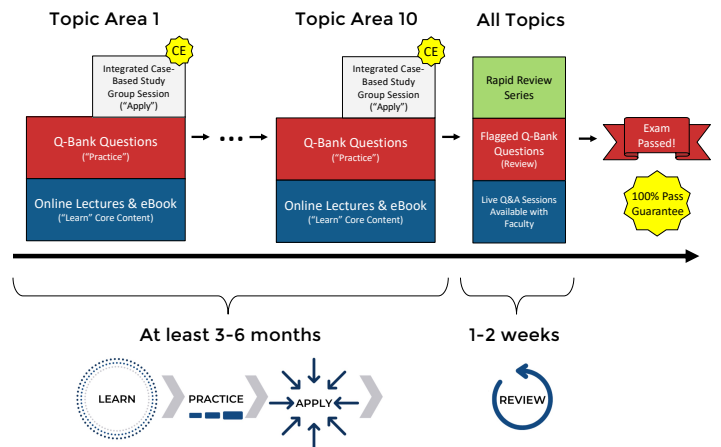 Topic Area 1
Topic Area 10
All Topics
CE
Integrated Case-
Based Study
Group Session
("Apply")
Q-Bank Questions
("Practice")
Online Lectures & eBook
("Learn" Core Content)
CE
Integrated Case-
Based Study
Group Session
("Apply")
Q-Bank Questions
("Practice")
Online Lectures & eBook
("Learn" Core Content)
Rapid Review
Series
Flagged Q-Bank
Questions
(Review)
Live Q&A Sessions
Available with
Faculty
Exam
Passed!
100% Pass
Guarantee
At least 3-6 months
1-2 weeks
LEARN
PRACTICE
APPLY
REVIEW